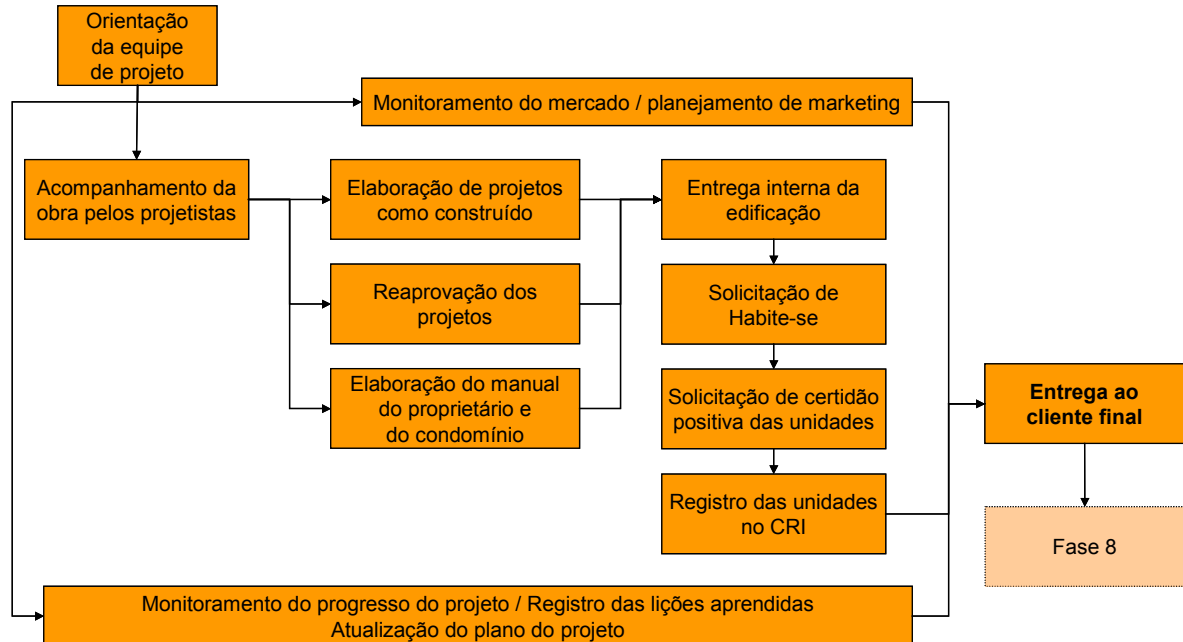 Orientação
da equipe
de projeto
Monitoramento do mercado / planejamento de marketing
Acompanhamento da
obra pelos projetistas
Elaboração de projetos
como construído
Entrega interna da
edificação
Reaprovação dos
projetos
Solicitação de
Habite-se
Elaboração do manual
do proprietário e
do condomínio
Solicitação de certidão
positiva das unidades
Entrega ao
cliente final
Registro das unidades
no CRI
Fase 8
Monitoramento do progresso do projeto / Registro das lições aprendidas
Atualização do plano do projeto